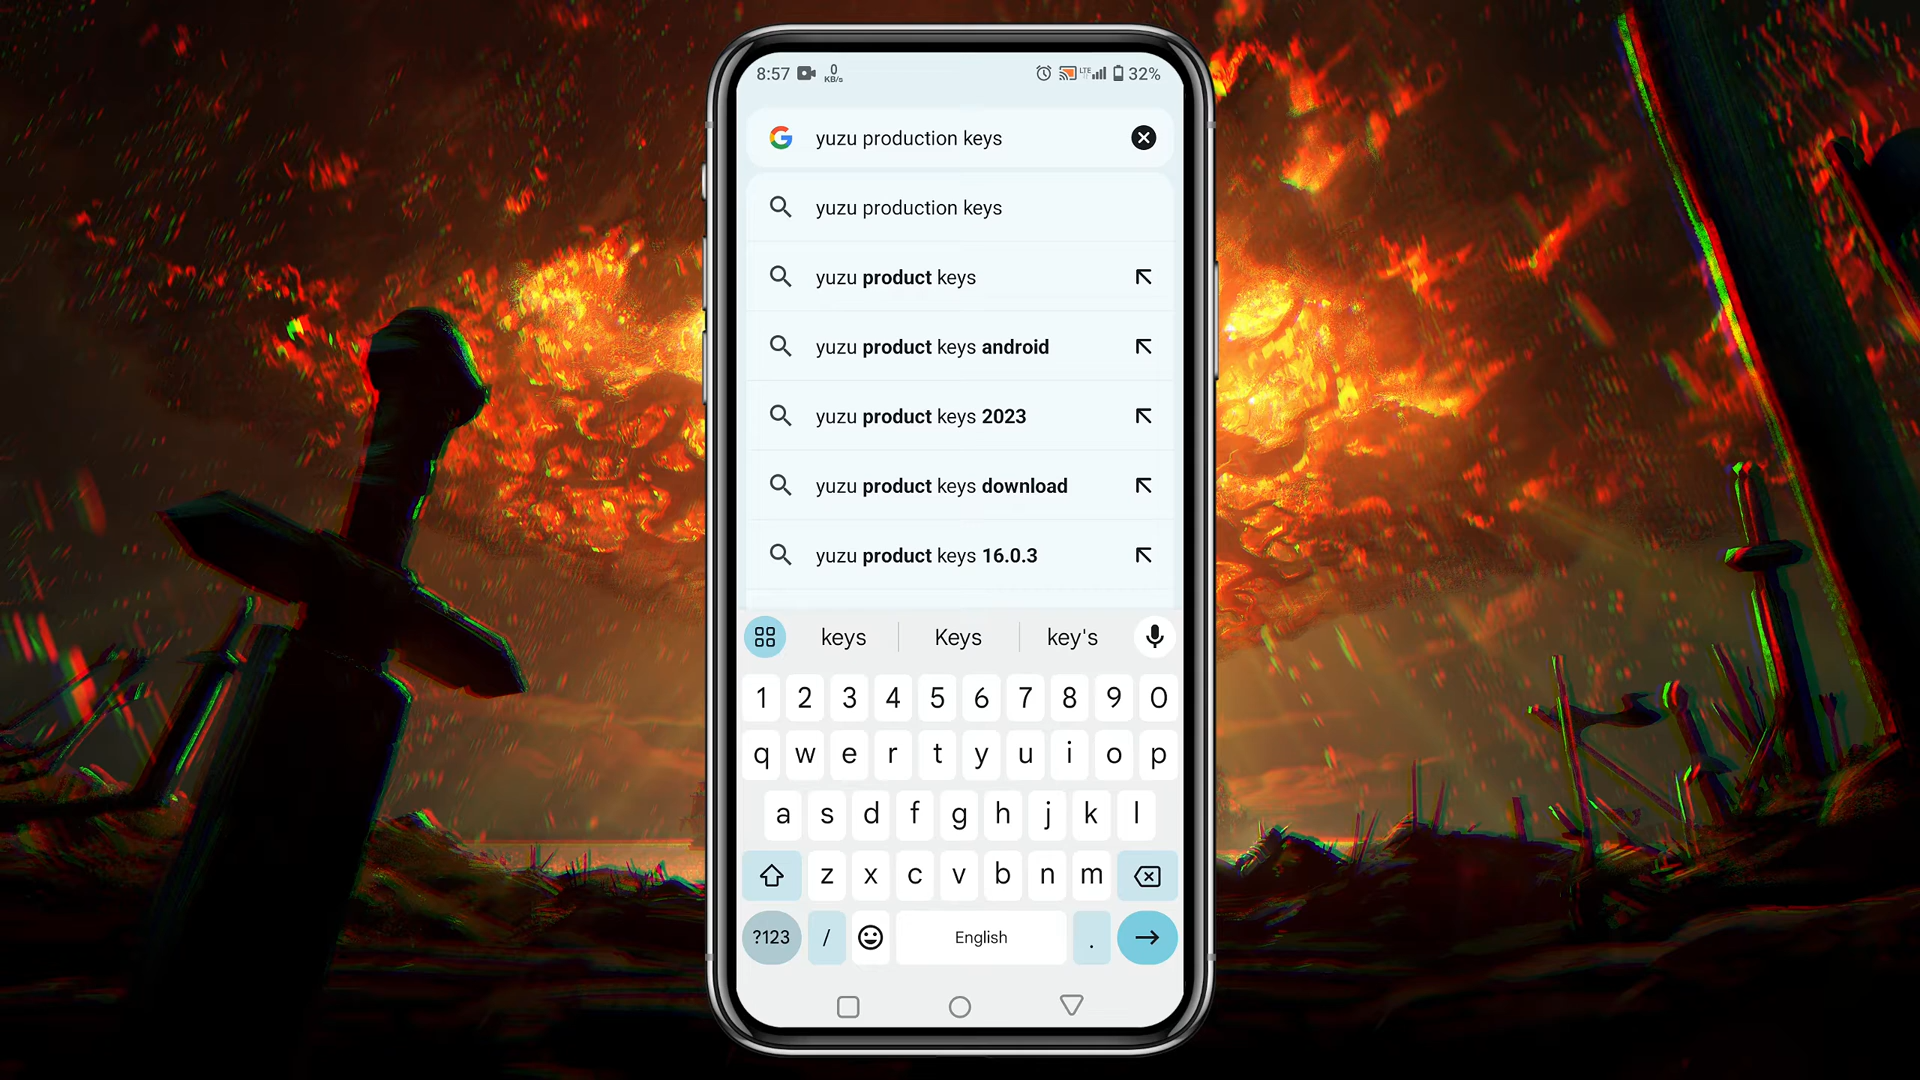 8:57 0 KB/s LTE 32%
yuzu production keys
yuzu production keys
yuzu product keys
yuzu product keys android
yuzu product keys 2023
yuzu product keys download
yuzu product keys 16.0.3
keys Keys key's
1 2 3 4 5 6 7 8 9 0
q w e r t y u i o p
a s d f g h j k l
z x c v b n m
?123 / English .